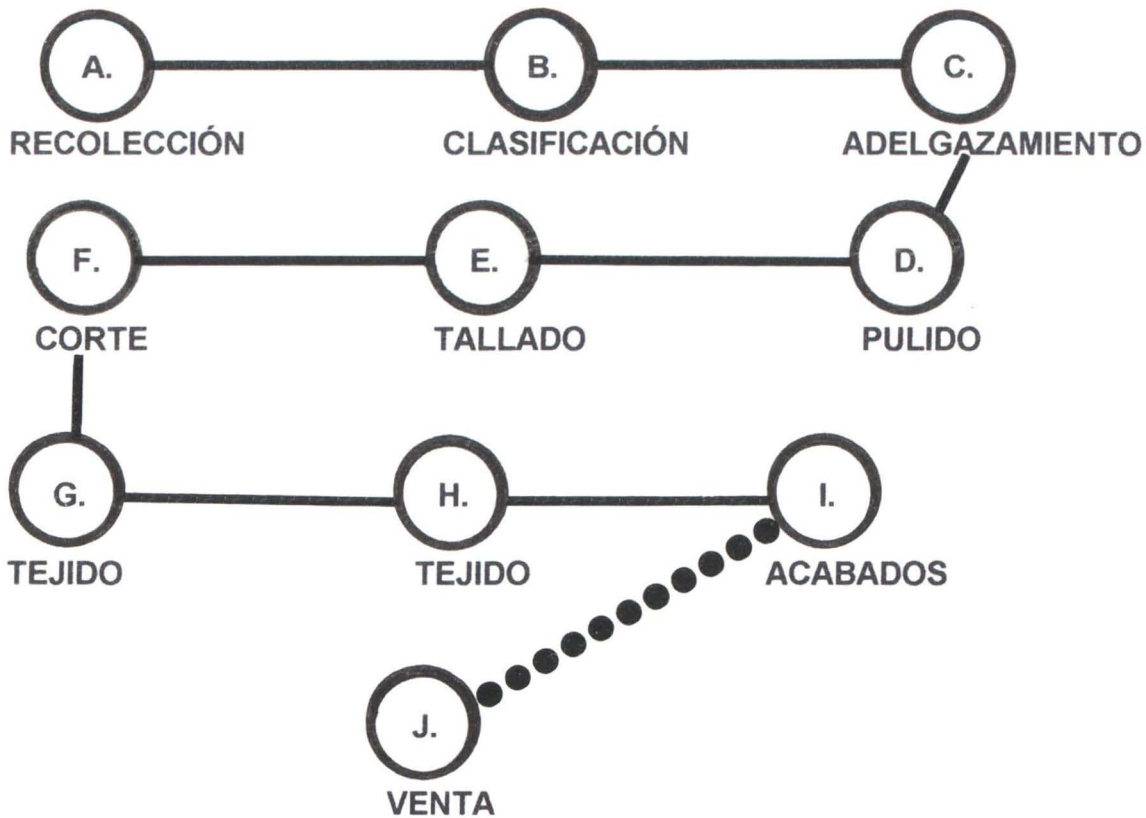 A.
B.
C.
RECOLECCIÓN
CLASIFICACIÓN
ADELGAZAMIENTO
F.
E.
D.
CORTE
TALLADO
PULIDO
G.
H.
I.
TEJIDO
TEJIDO
ACABADOS
J.
VENTA